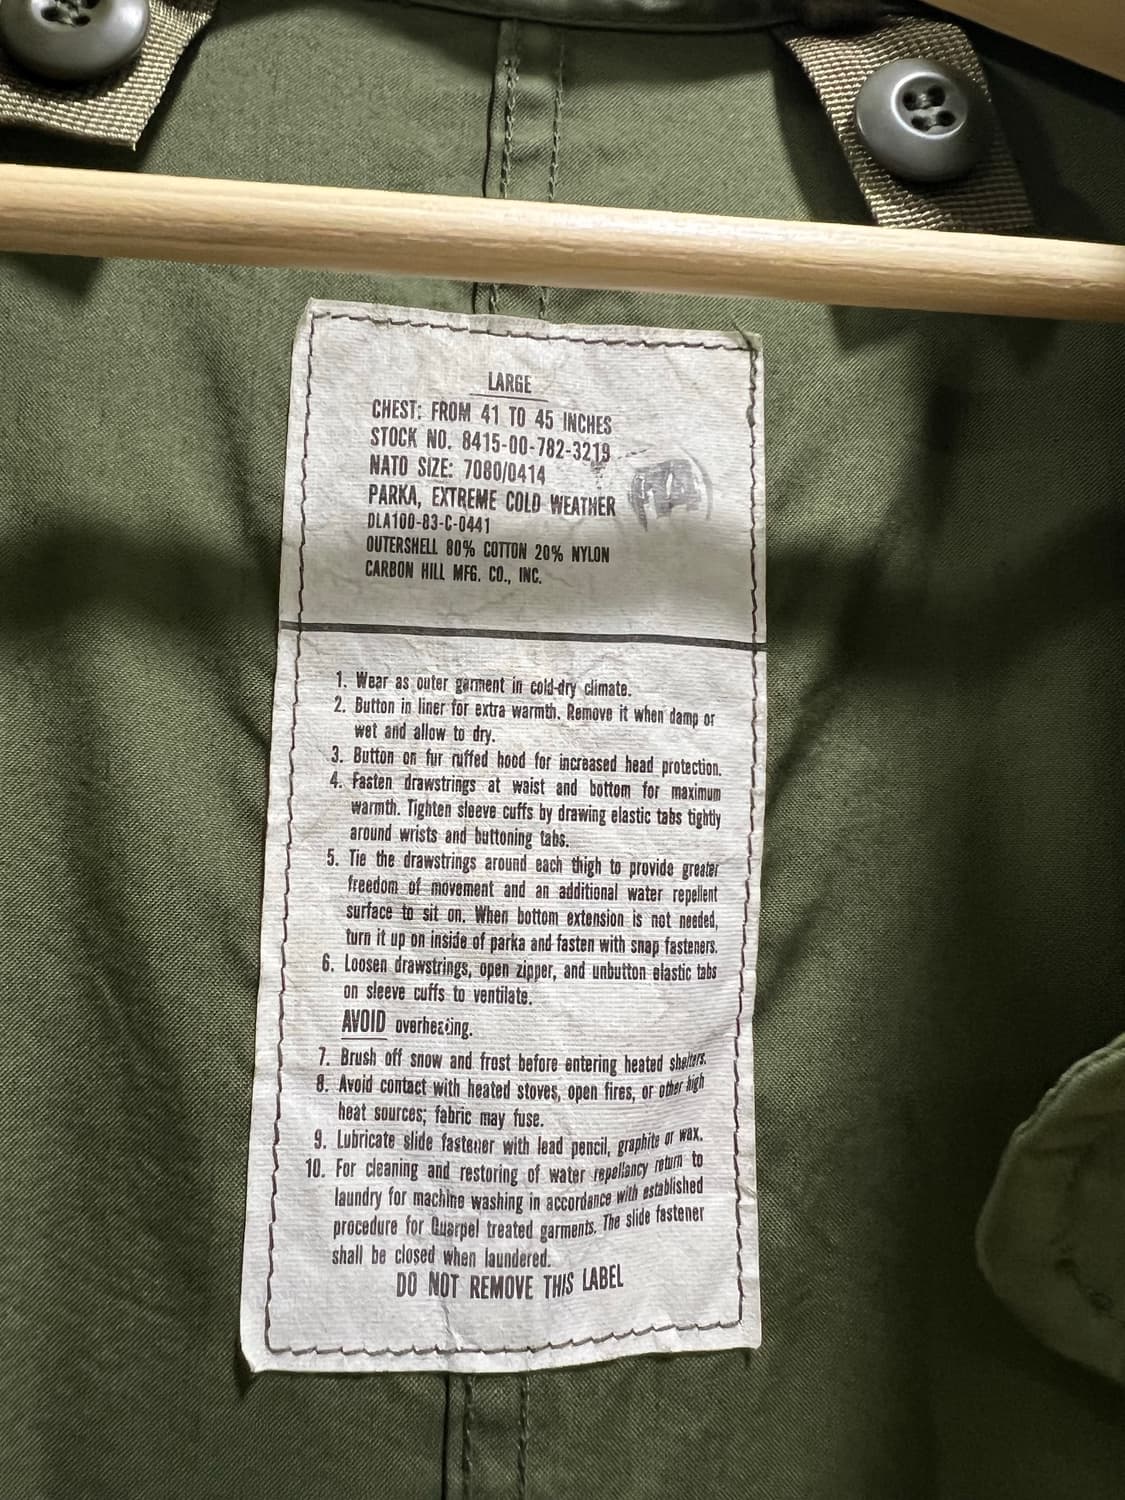 LARGE
CHEST: FROM 41 TO 45 INCHES
STOCK NO. 8415-00-782-3219
NATO SIZE: 7080/0414
PARKA, EXTREME COLD WEATHER
DLA100-83-C-0441
OUTERSHELL 80% COTTON 20% NYLON
CARBON HILL MFG. CO., INC.
1. Wear as outer garment in cold-dry climate.
2. Button in liner for extra warmth. Remove it when damp or
wet and allow to dry.
3. Button on fur ruffed hood for increased head protection.
4. Fasten drawstrings at waist and bottom for maximum
warmth. Tighten sleeve cuffs by drawing elastic tabs tightly
around wrists and buttoning tabs.
5. Tie the drawstrings around each thigh to provide greater
freedom of movement and an additional water repellent
surface to sit on. When bottom extension is not needed,
turn it up on inside of parka and fasten with snap fasteners.
6. Loosen drawstrings, open zipper, and unbutton elastic tabs
on sleeve cuffs to ventilate.
AVOID overheating.
7. Brush off snow and frost before entering heated shelters.
8. Avoid contact with heated stoves, open fires, or other high
heat sources; fabric may fuse.
9. Lubricate slide fastener with lead pencil, graphite or wax.
10. For cleaning and restoring of water repellancy return to
laundry for machine washing in accordance with established
procedure for Quarpel treated garments. The slide fastener
shall be closed when laundered.
DO NOT REMOVE THIS LABEL